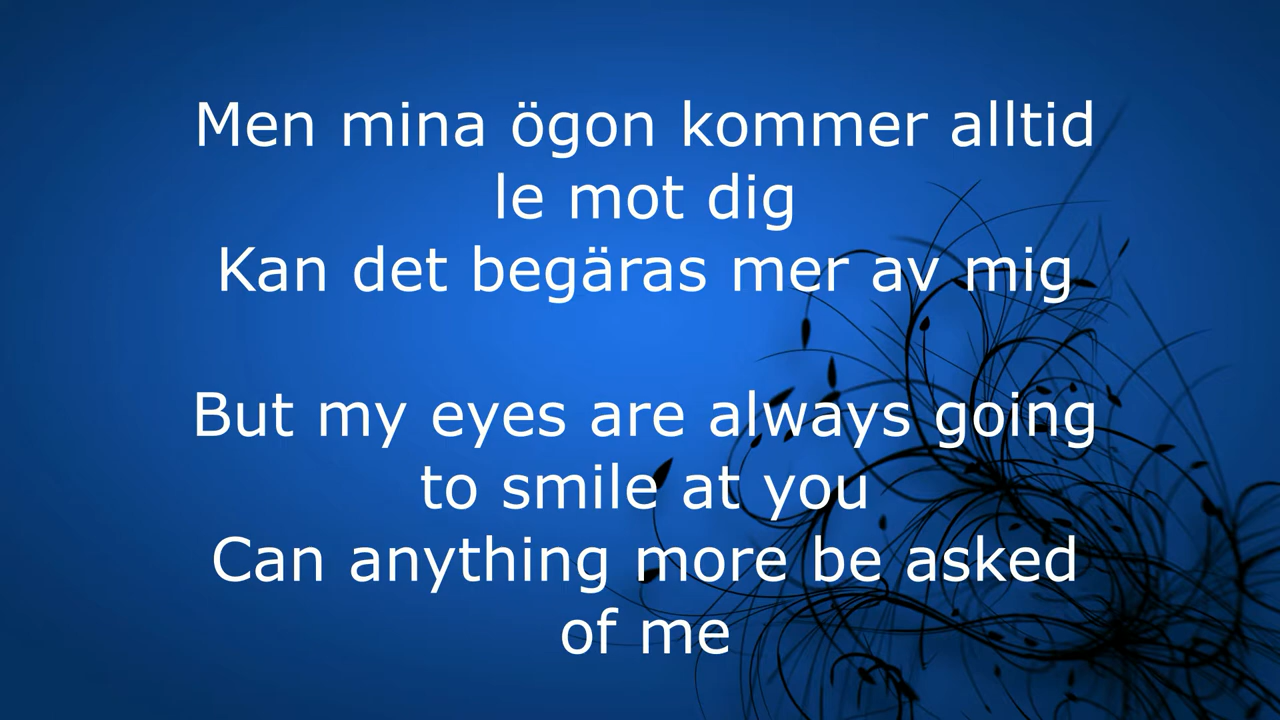 Men mina ögon kommer alltid
le mot dig
Kan det begäras mer av mig
But my eyes are always going
to smile at you
Can anything more be asked
of me